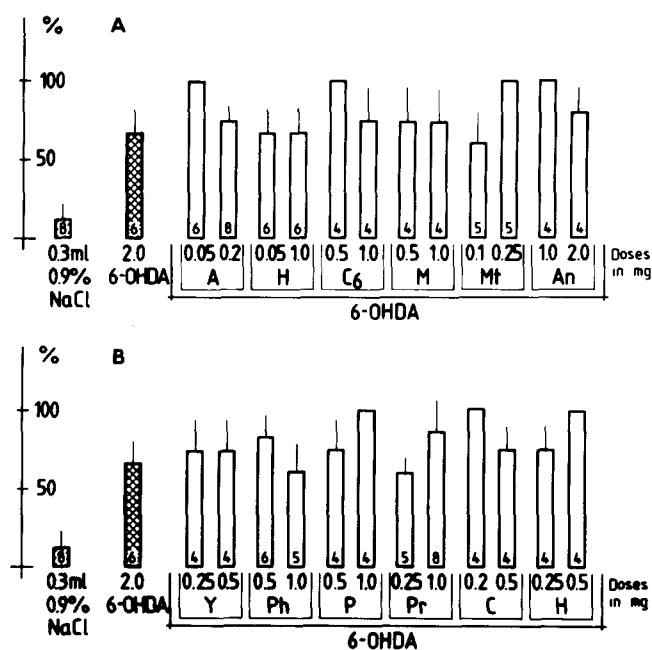 % A
100
50
8 6 6 8 6 6 4 4 4 4 5 5 4 4
0.3ml 2.0 0.05 0.2 0.05 1.0 0.5 1.0 0.5 1.0 0.1 0.25 1.0 2.0 Doses
0.9% 6-OHDA A H C6 M Mt An in mg
NaCl
6-OHDA
% B
100
50
8 6 4 4 6 5 4 4 5 8 4 4 4 4
0.3ml 2.0 0.25 0.5 0.5 1.0 0.5 1.0 0.25 1.0 0.2 0.5 0.25 0.5 Doses
0.9% 6-OHDA Y Ph P Pr C H in mg
NaCl
6-OHDA